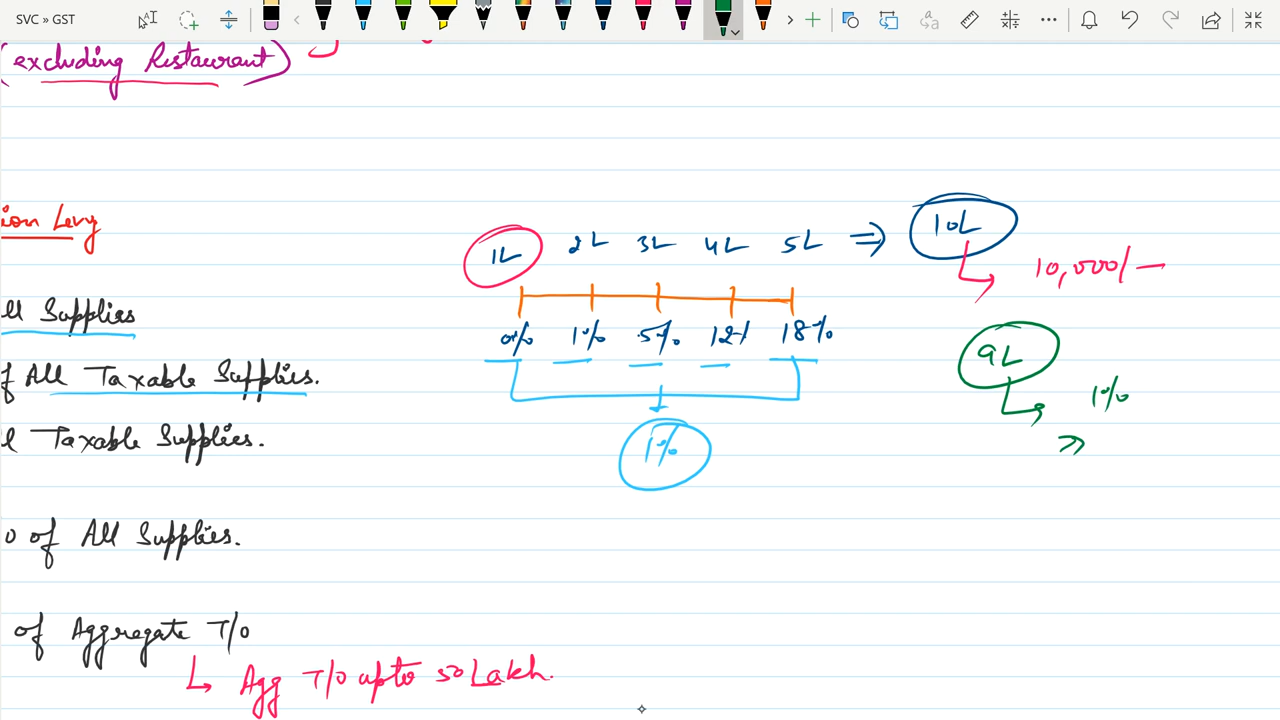 SVC » GST
(excluding Restaurant)
ion Levy
1L 2L 3L 4L 5L ⇒ 10L
10,000/-
ll Supplies
0% 1% 5% 12% 18%
9L
f All Taxable Supplies.
1%
l Taxable Supplies.
1%
⇒
o of All Supplies.
of Aggregate T/O
Agg T/O upto 50 Lakh.